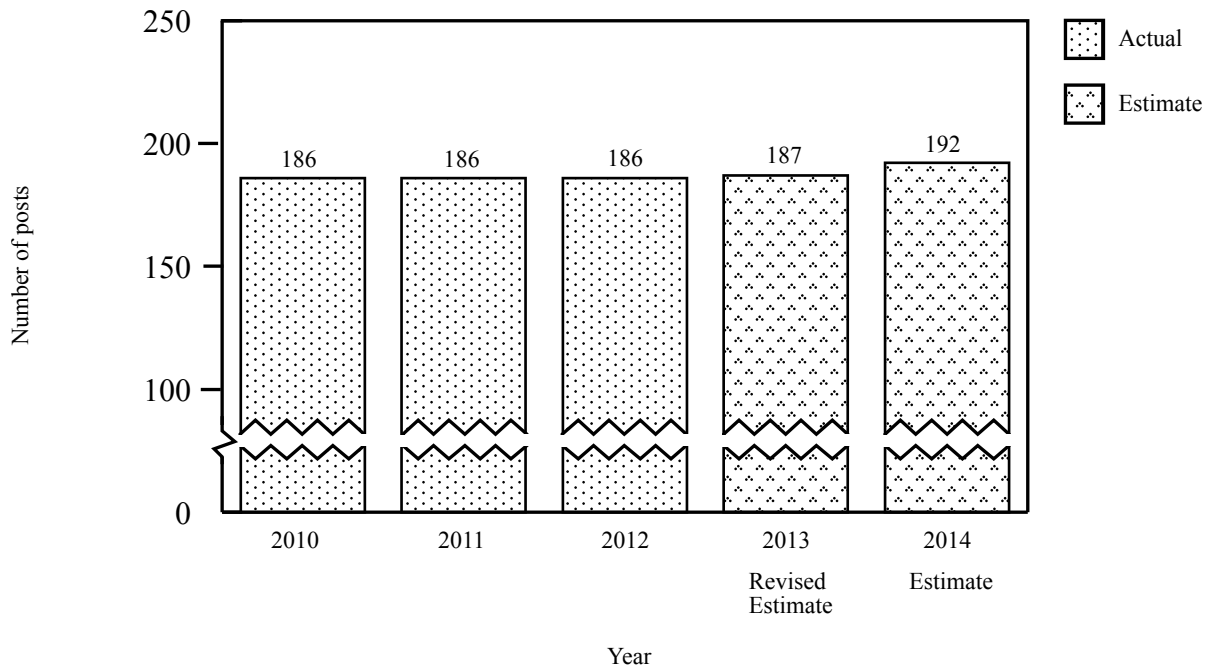 250
200
150
100
0
Number of posts
186
186
186
187
192
2010
2011
2012
2013
2014
Revised
Estimate
Estimate
Year
Actual
Estimate